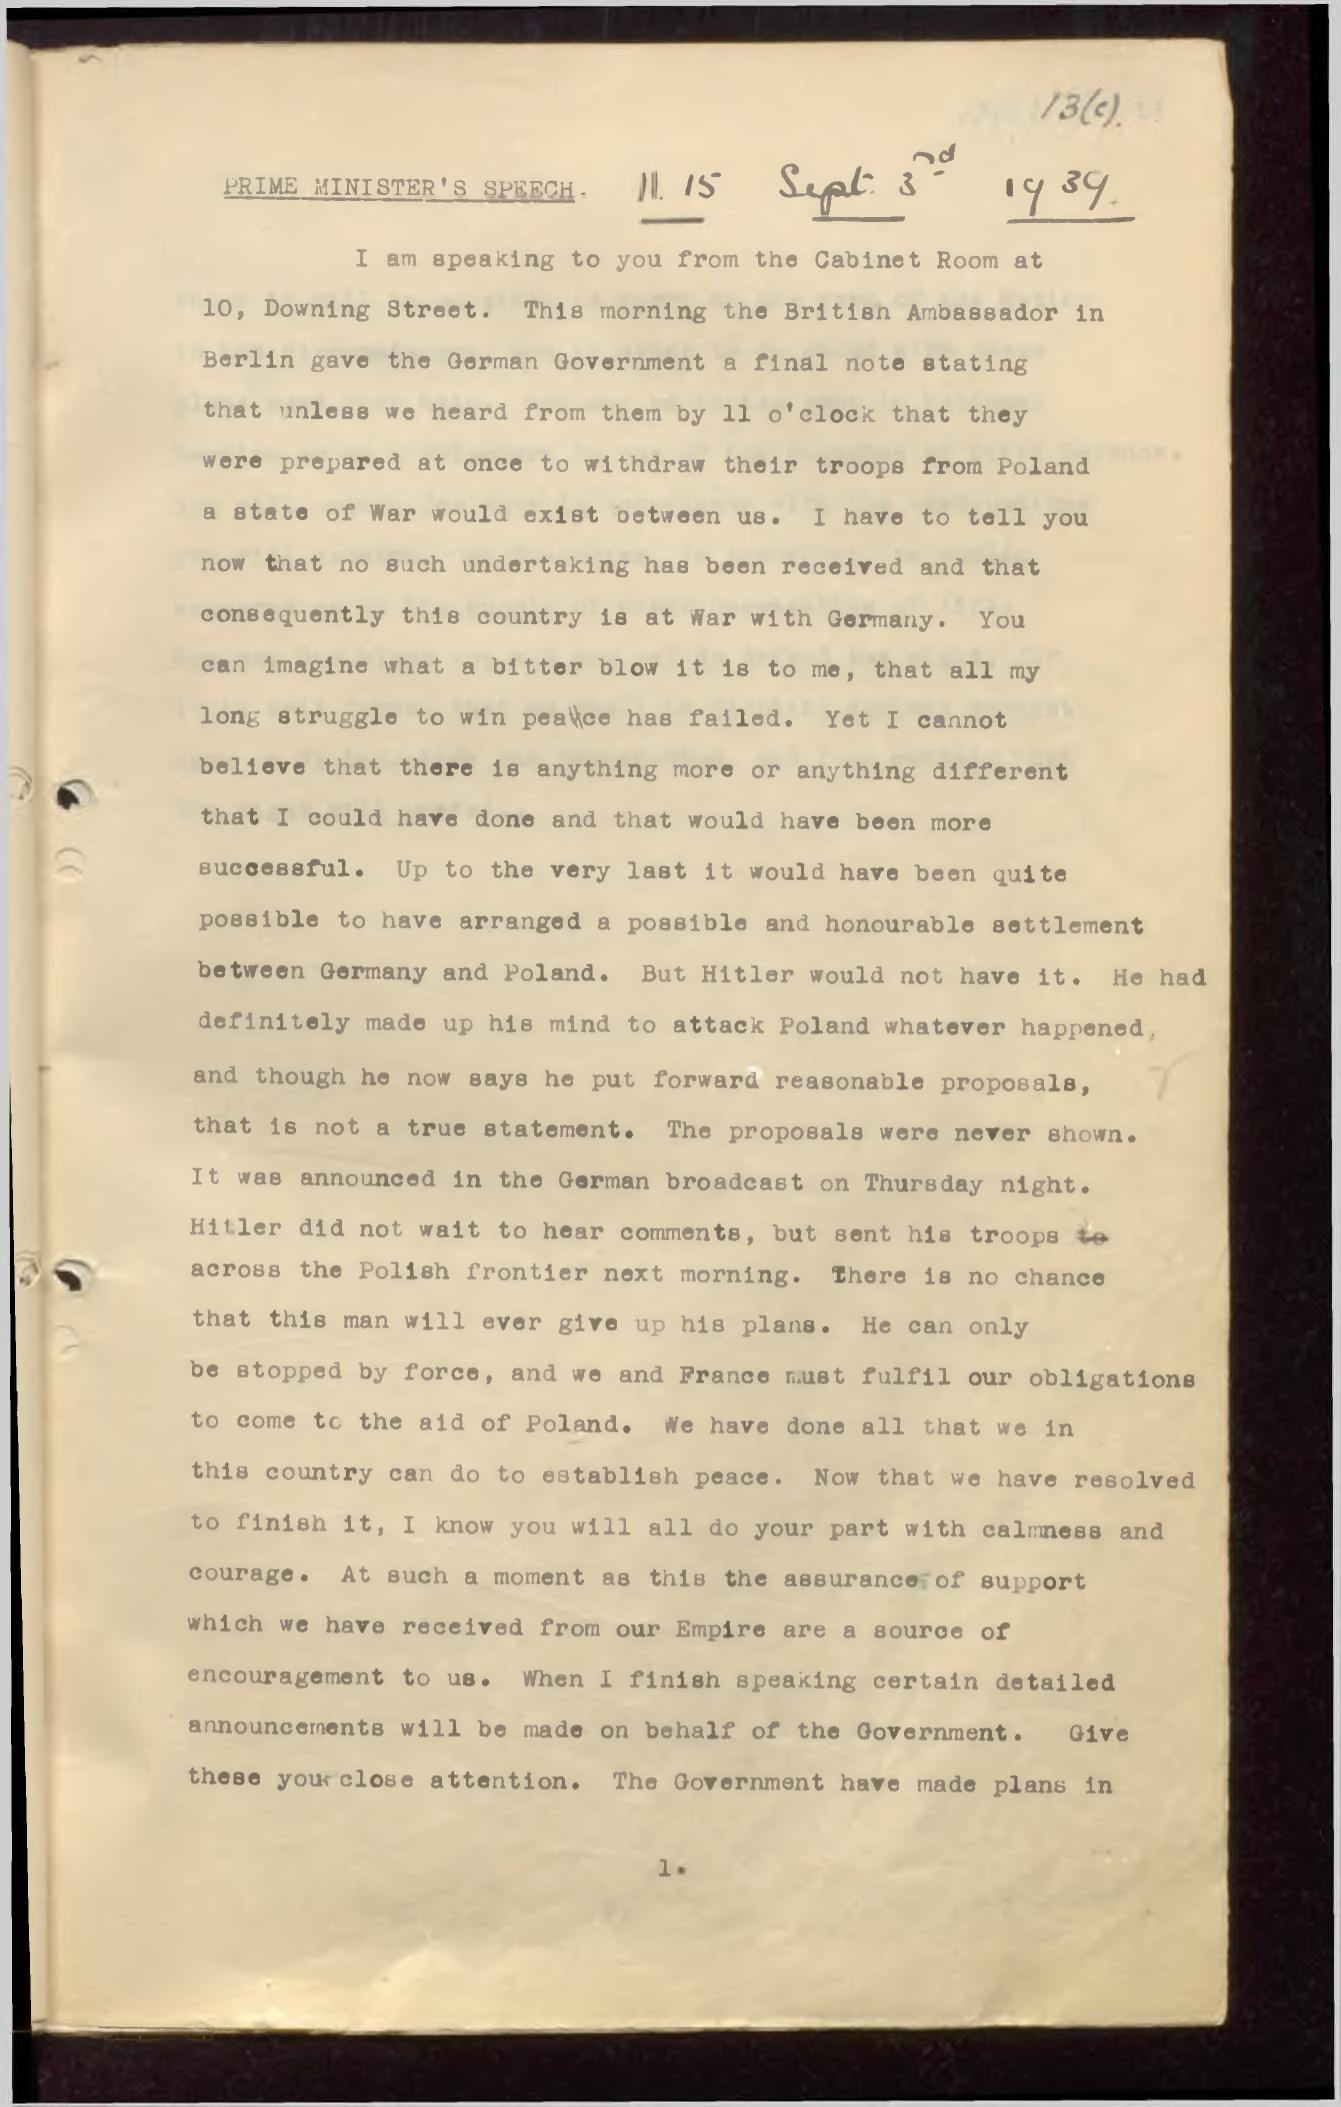 13(c).
PRIME MINISTER'S SPEECH. 11.15 Sept. 3nd 1939.
I am speaking to you from the Cabinet Room at
10, Downing Street. This morning the British Ambassador in
Berlin gave the German Government a final note stating
that unless we heard from them by 11 o'clock that they
were prepared at once to withdraw their troops from Poland
a state of War would exist between us. I have to tell you
now that no such undertaking has been received and that
consequently this country is at War with Germany. You
can imagine what a bitter blow it is to me, that all my
long struggle to win peace has failed. Yet I cannot
believe that there is anything more or anything different
that I could have done and that would have been more
successful. Up to the very last it would have been quite
possible to have arranged a possible and honourable settlement
between Germany and Poland. But Hitler would not have it. He had
definitely made up his mind to attack Poland whatever happened,
and though he now says he put forward reasonable proposals,
that is not a true statement. The proposals were never shown.
It was announced in the German broadcast on Thursday night.
Hitler did not wait to hear comments, but sent his troops to
across the Polish frontier next morning. There is no chance
that this man will ever give up his plans. He can only
be stopped by force, and we and France must fulfil our obligations
to come to the aid of Poland. We have done all that we in
this country can do to establish peace. Now that we have resolved
to finish it, I know you will all do your part with calmness and
courage. At such a moment as this the assurance of support
which we have received from our Empire are a source of
encouragement to us. When I finish speaking certain detailed
announcements will be made on behalf of the Government. Give
these your close attention. The Government have made plans in
1.